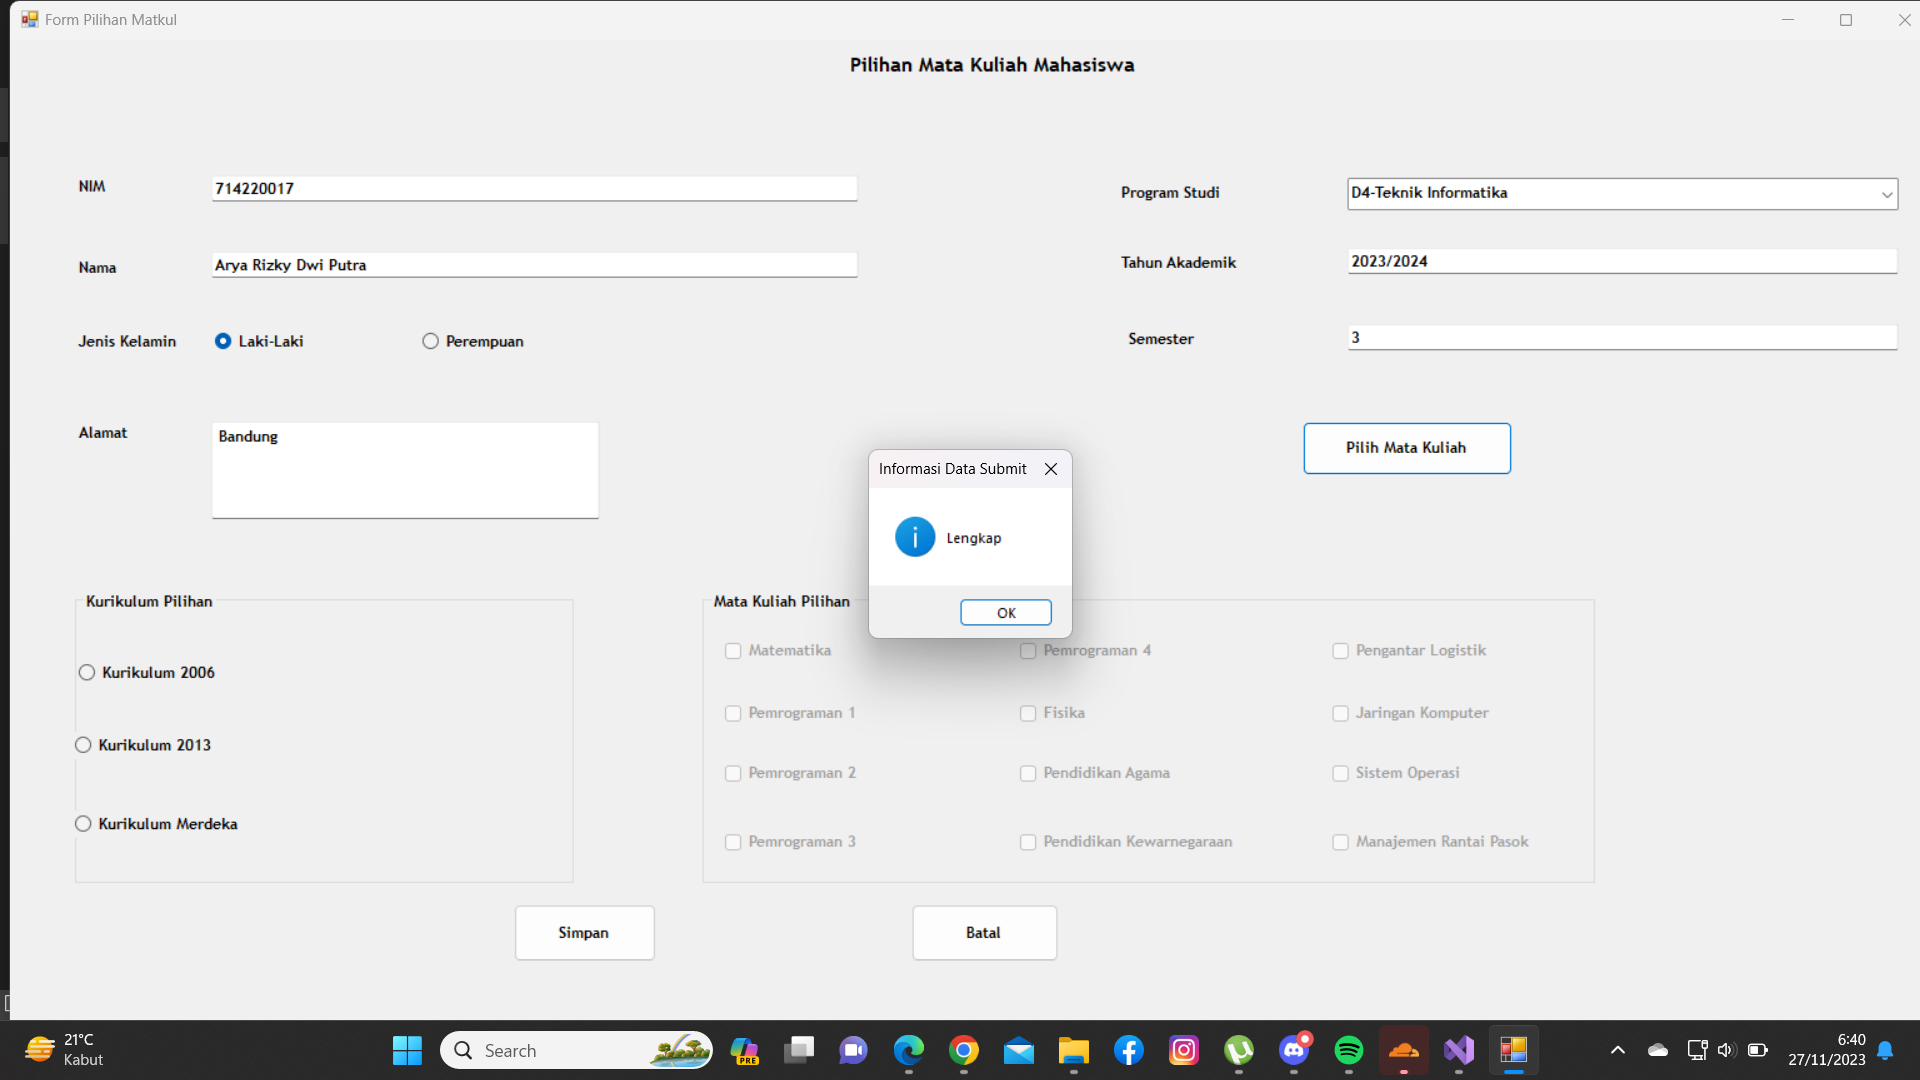 Form Pilihan Matkul
Pilihan Mata Kuliah Mahasiswa
NIM
714220017
Program Studi
D4-Teknik Informatika
Nama
Arya Rizky Dwi Putra
Tahun Akademik
2023/2024
Jenis Kelamin
Laki-Laki
Perempuan
Semester
3
Alamat
Bandung
Pilih Mata Kuliah
Informasi Data Submit
Lengkap
OK
Kurikulum Pilihan
Kurikulum 2006
Kurikulum 2013
Kurikulum Merdeka
Mata Kuliah Pilihan
Matematika
Pemrograman 4
Pengantar Logistik
Pemrograman 1
Fisika
Jaringan Komputer
Pemrograman 2
Pendidikan Agama
Sistem Operasi
Pemrograman 3
Pendidikan Kewarnegaraan
Manajemen Rantai Pasok
Simpan
Batal
21°C
Kabut
Search
PRE
6:40
27/11/2023